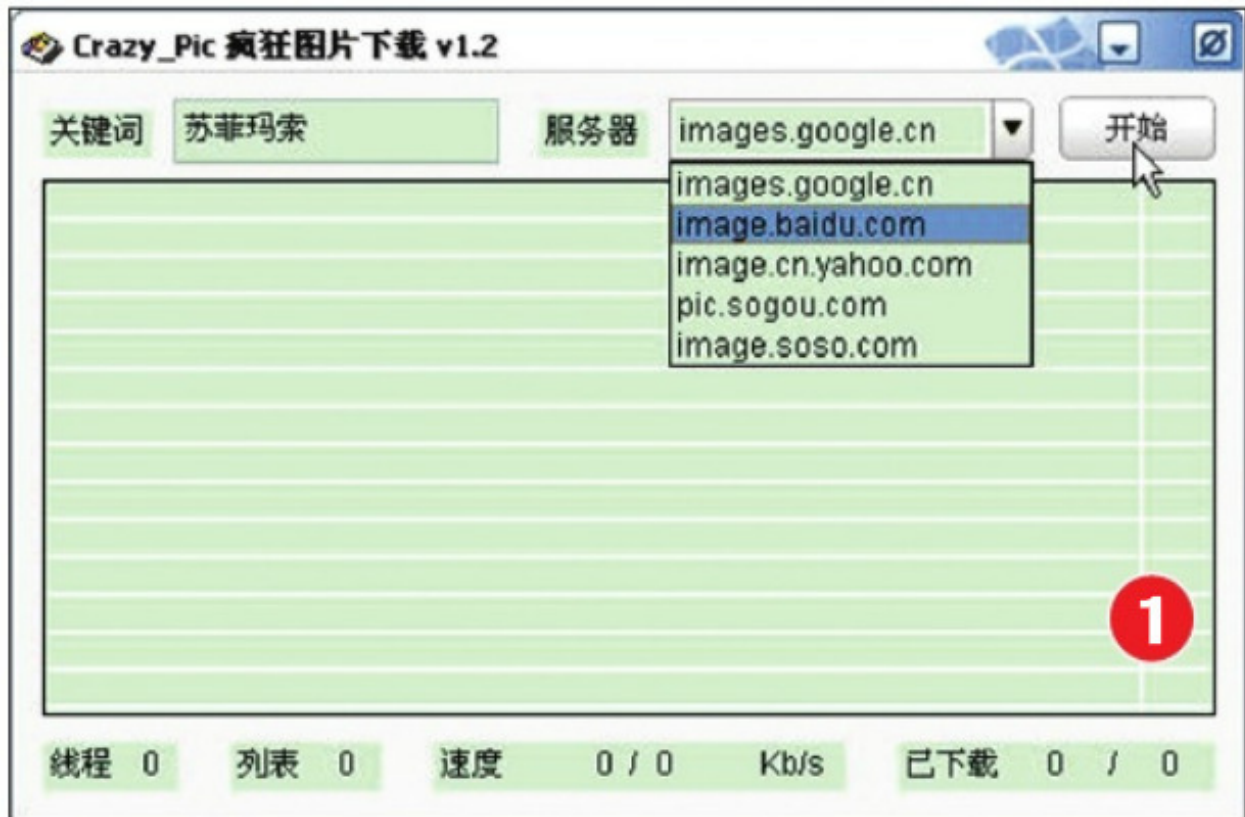 Crazy_Pic 疯狂图片下载 v1.2
关键词 苏菲玛索 服务器 images.google.cn 开始
images.google.cn
image.baidu.com
image.cn.yahoo.com
pic.sogou.com
image.soso.com
1
线程 0 列表 0 速度 0 / 0 Kb/s 已下载 0 / 0